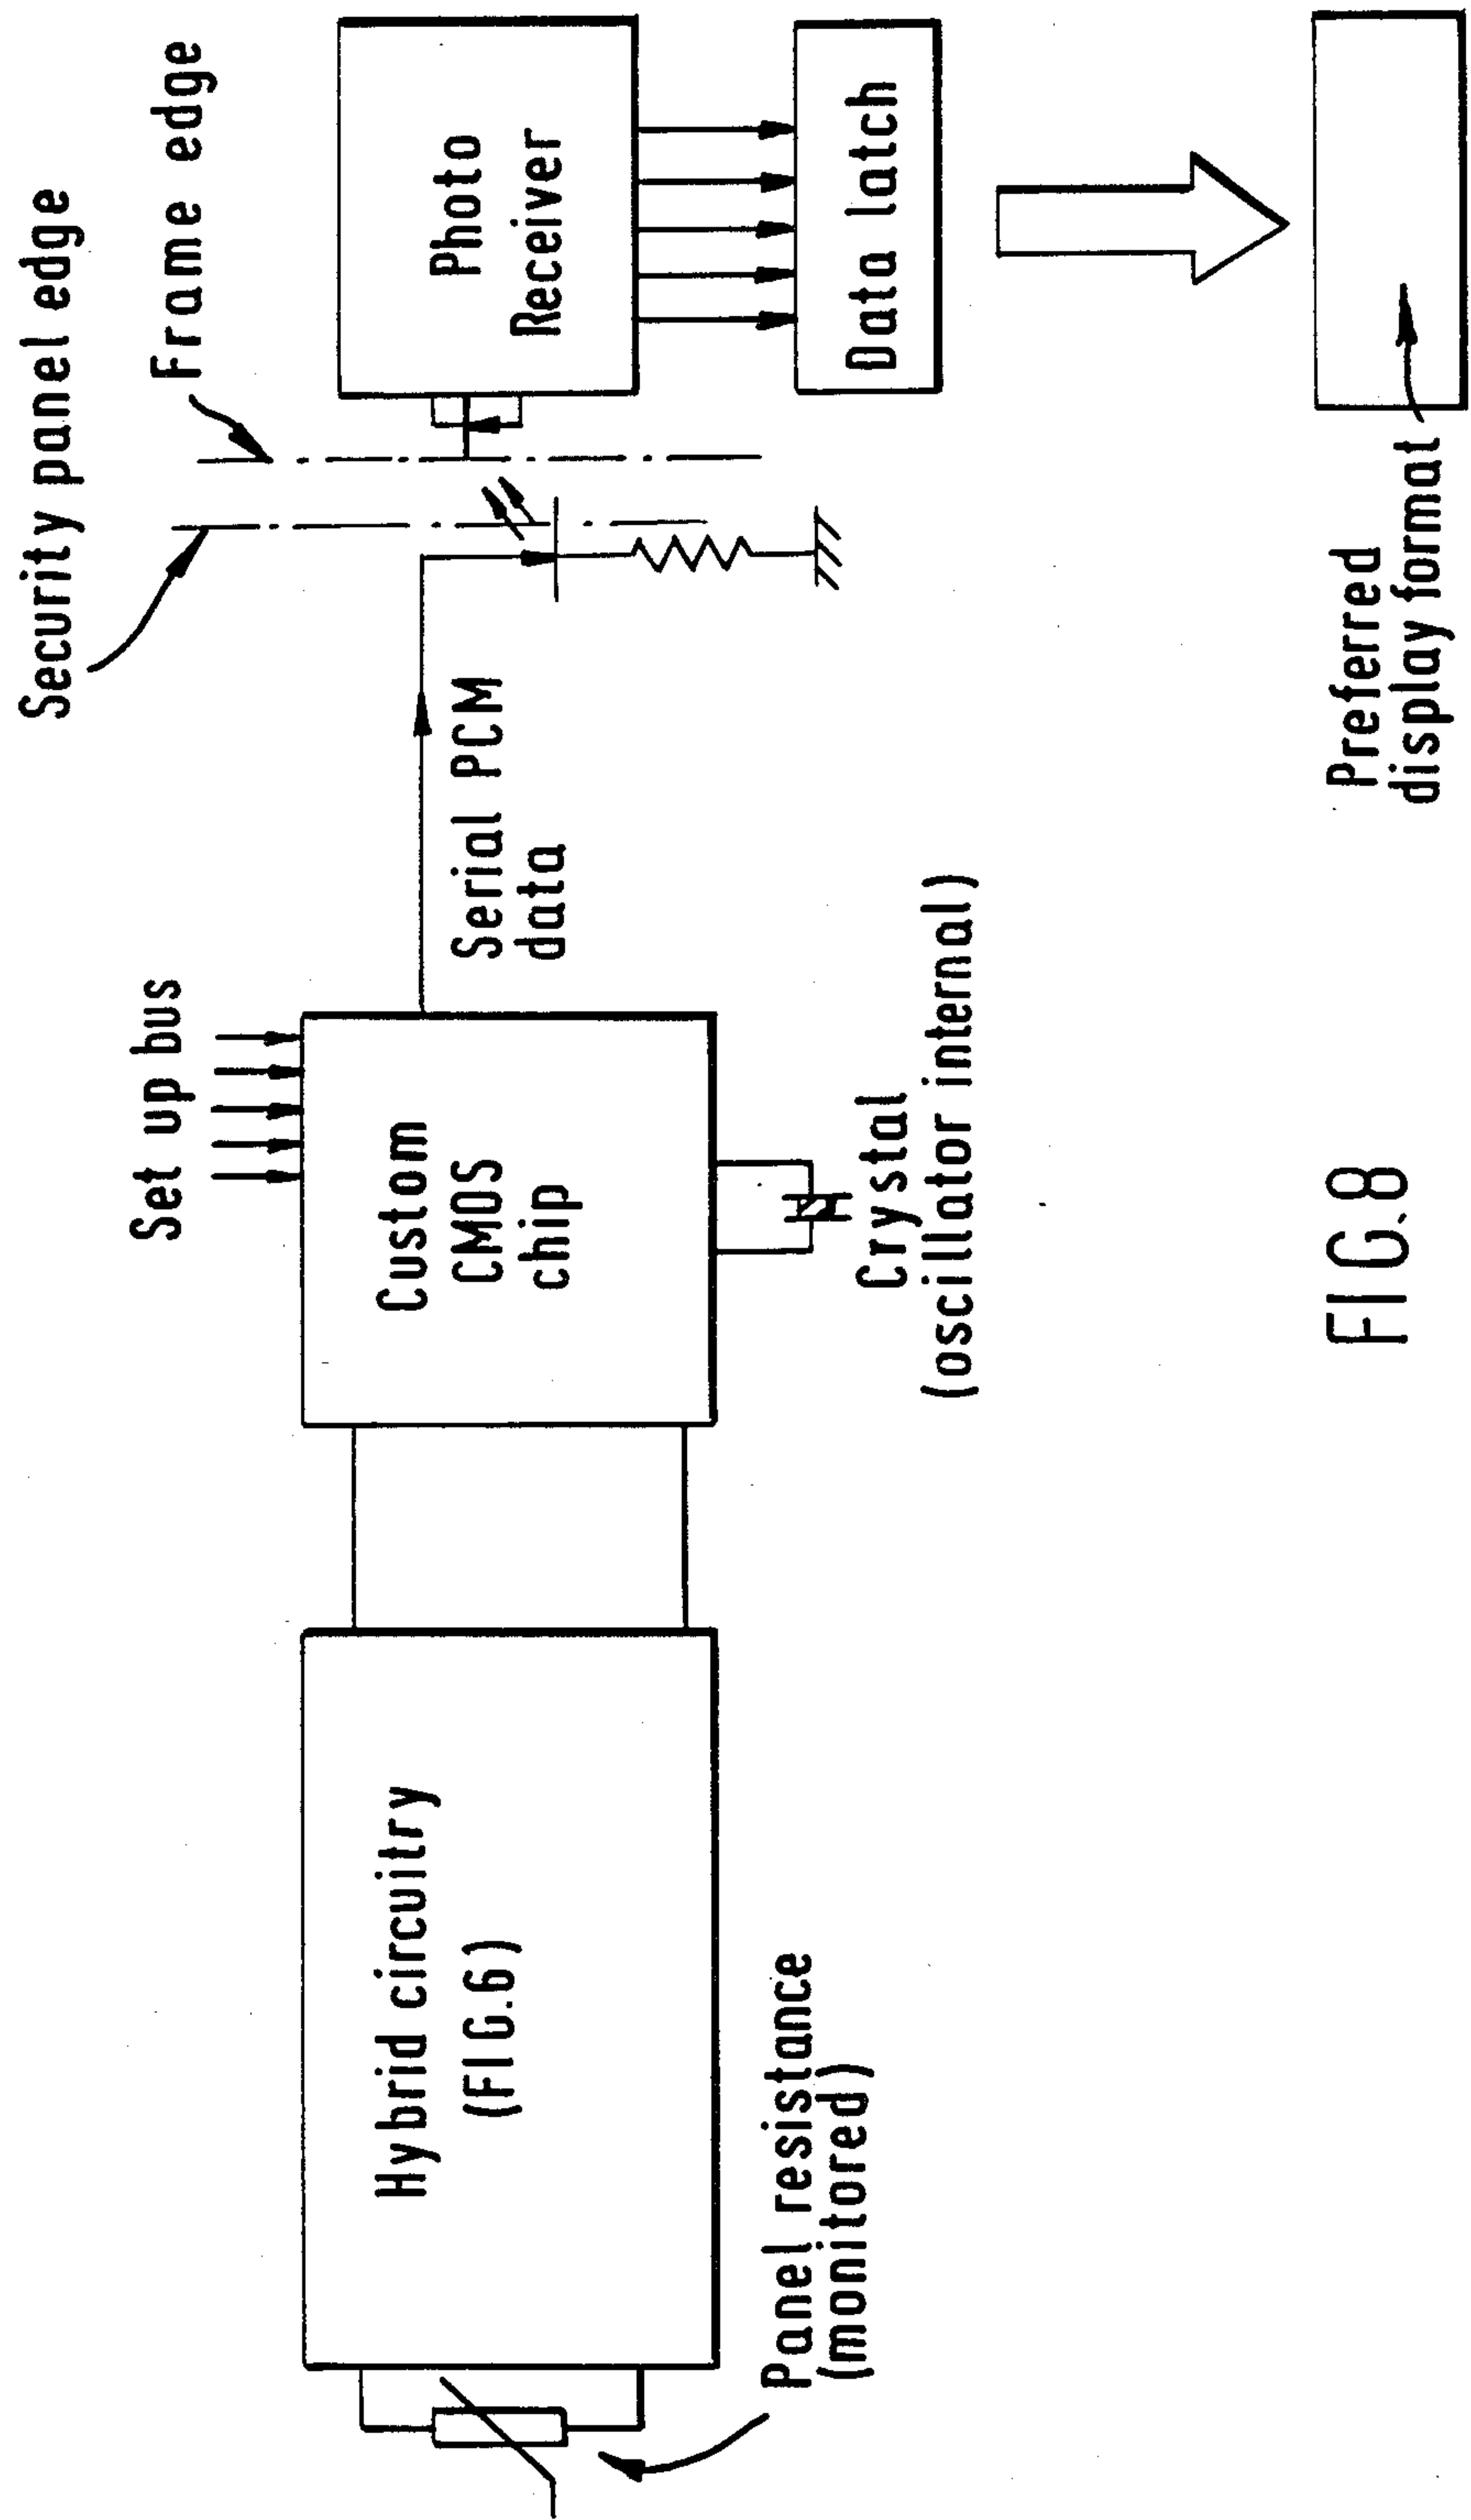 Security panel edge
Frame edge
Set up bus
Photo
Receiver
Custom
CMOS
chip
Serial PCM
data
Hybrid circuitry
(FIG.6)
Data latch
Crystal
(oscillator internal)
Panel resistance
(monitored)
Preferred
display format
FIG.8